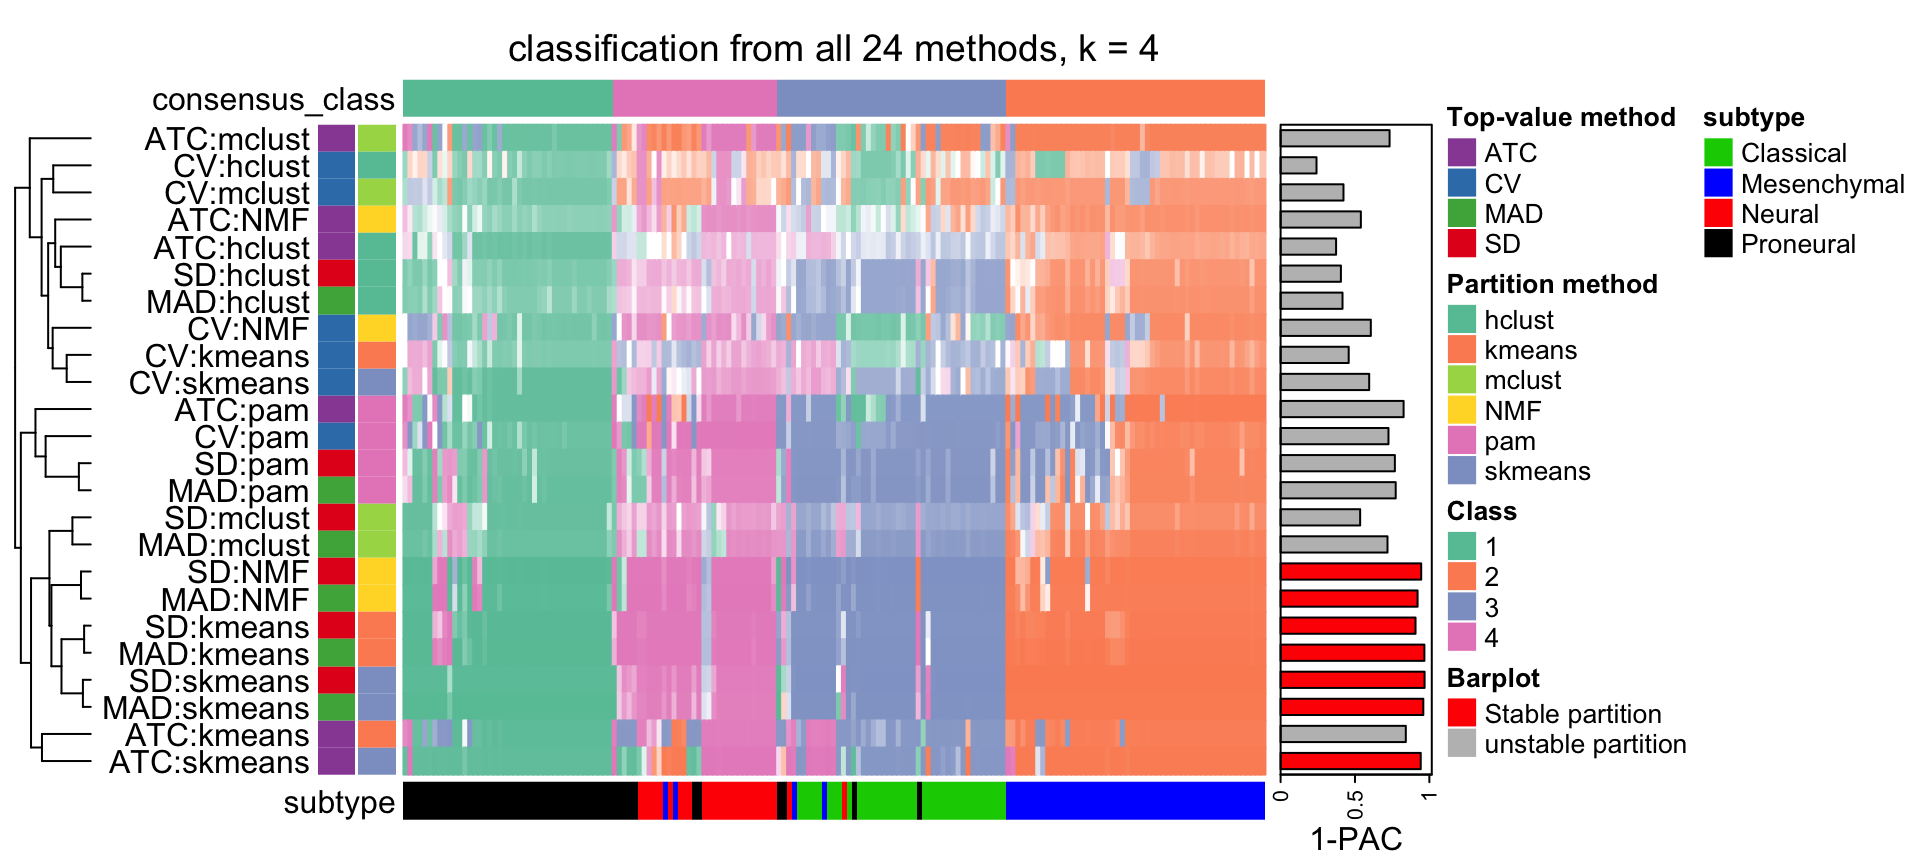 classification from all 24 methods, k = 4
consensus_class
ATC:mclust
CV:hclust
CV:mclust
ATC:NMF
ATC:hclust
SD:hclust
MAD:hclust
CV:NMF
CV:kmeans
CV:skmeans
ATC:pam
CV:pam
SD:pam
MAD:pam
SD:mclust
MAD:mclust
SD:NMF
MAD:NMF
SD:kmeans
MAD:kmeans
SD:skmeans
MAD:skmeans
ATC:kmeans
ATC:skmeans
subtype
0
0.5
1
1-PAC
Top-value method
ATC
CV
MAD
SD
Partition method
hclust
kmeans
mclust
NMF
pam
skmeans
Class
1
2
3
4
Barplot
Stable partition
unstable partition
subtype
Classical
Mesenchymal
Neural
Proneural